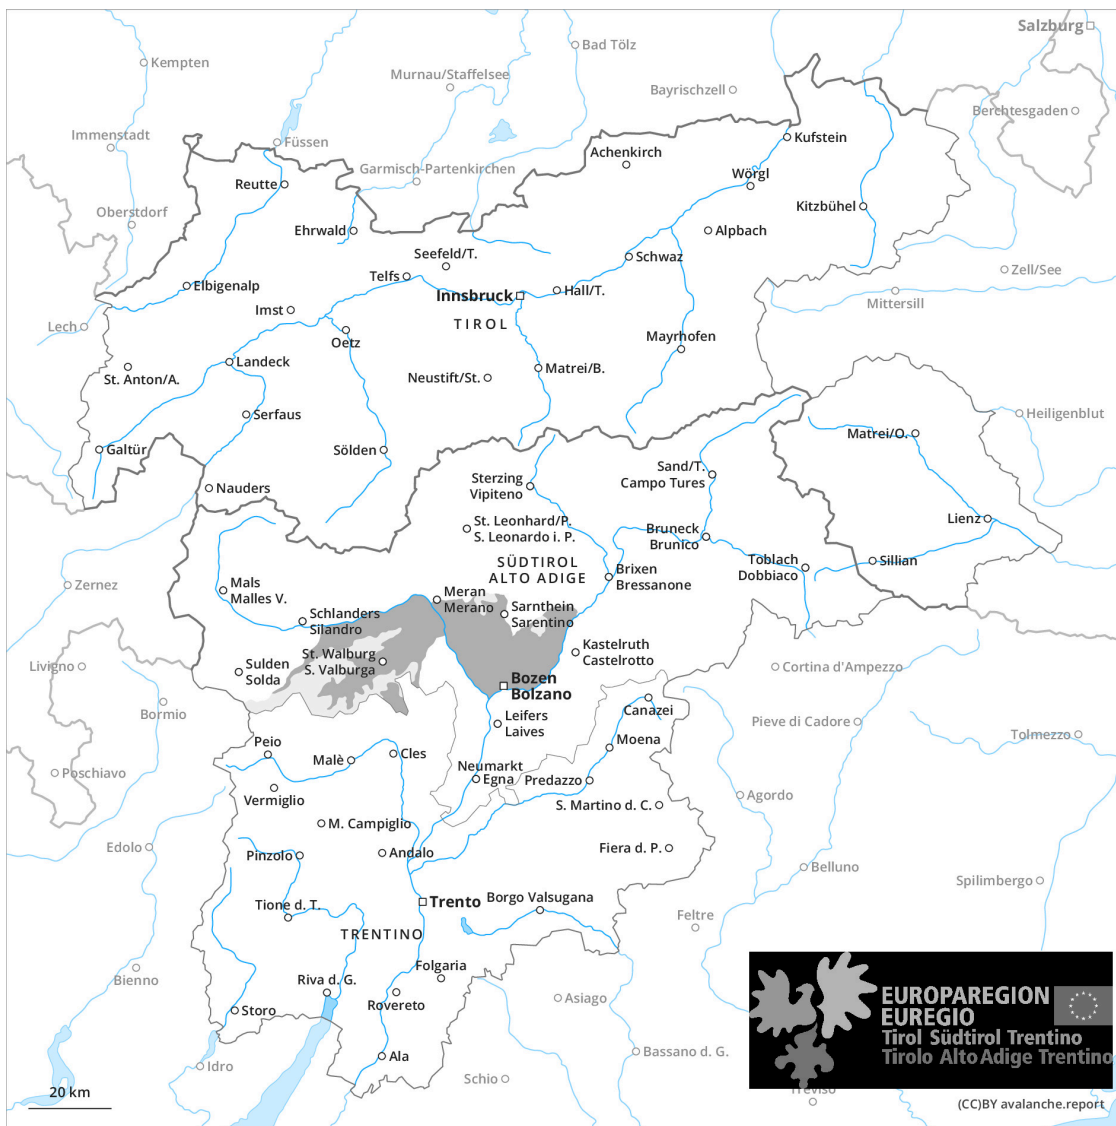 Salzburg
Bad Tölz
Kempten
Murnau/Staffelsee
Bayrischzell
Berchtesgaden
Immenstadt
Füssen
Kufstein
Achenkirch
Garmisch-Partenkirchen
Wörgl
Reutte
Oberstdorf
Kitzbühel
Ehrwald
Alpbach
Seefeld/T.
Schwaz
Zell/See
Telfs
Elbigenalp
Hall/T.
Innsbruck
Mittersill
Imst
TIROL
Lech
Oetz
Mayrhofen
Landeck
Matrei/B.
St. Anton/A.
Neustift/St.
Serfaus
Heiligenblut
Matrei/O.
Galtür
Sölden
Sand/T.
Campo Tures
Sterzing
Vipiteno
Nauders
Lienz
St. Leonhard/P.
S. Leonardo i. P.
Bruneck
Brunico
SÜDTIROL
ALTO ADIGE
Toblach
Dobbiaco
Sillian
Brixen
Bressanone
Zernez
Mals
Malles V.
Meran
Merano
Sarnthein
Sarentino
Schlanders
Silandro
Kastelruth
Castelrotto
St. Walburg
S. Valburga
Livigno
Sulden
Solda
Cortina d'Ampezzo
Bozen
Bolzano
Bormio
Canazei
Leifers
Laives
Pieve di Cadore
Tolmezzo
Moena
Peio
Cles
Malè
Neumarkt
Egna
Predazzo
Poschiavo
Vermiglio
Agordo
S. Martino d. C.
M. Campiglio
Edolo
Pinzolo
Andalo
Fiera d. P.
Belluno
Spilimbergo
Borgo Valsugana
Tione d. T.
Trento
Feltre
TRENTINO
Folgaria
Bienno
Riva d. G.
Asiago
Rovereto
Storo
EUROPAREGION
EUREGIO
Tirol Südtirol Trentino
Tirolo Alto Adige Trentino
Bassano d. G.
Ala
Idro
Schio
Treviso
20 km
(CC)BY avalanche.report